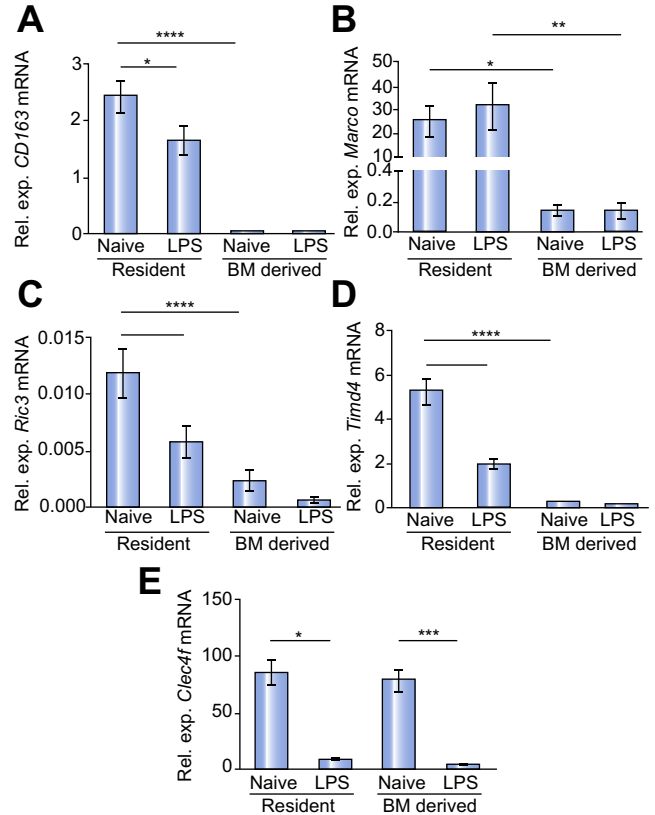 A
Rel. exp. CD163 mRNA
3
2
1
0
****
*
Naive LPS Naive LPS
Resident BM derived
B
Rel. exp. Marco mRNA
50
40
30
20
10
0.4
0.2
0.0
**
*
Naive LPS Naive LPS
Resident BM derived
C
Rel. exp. Ric3 mRNA
0.015
0.010
0.005
0.000
****
Naive LPS Naive LPS
Resident BM derived
D
Rel. exp. Timd4 mRNA
8
6
4
2
0
****
Naive LPS Naive LPS
Resident BM derived
E
Rel. exp. Clec4f mRNA
150
100
50
0
*
***
Naive LPS Naive LPS
Resident BM derived